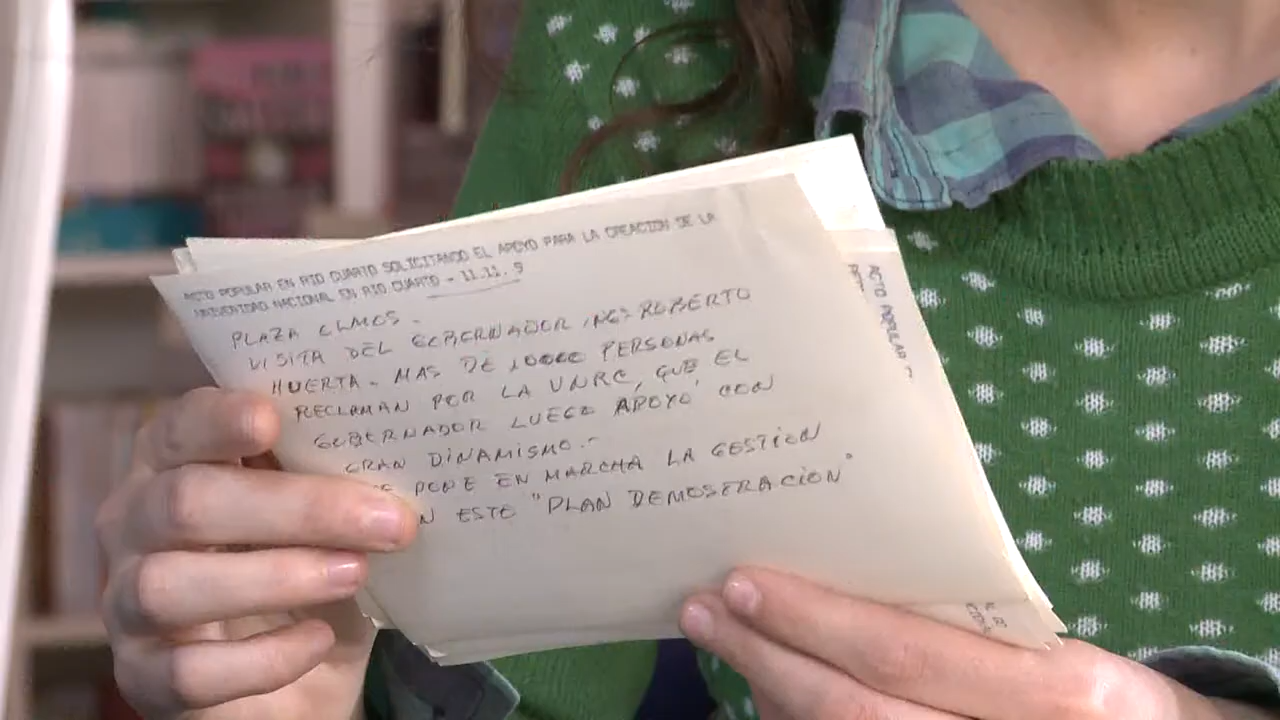 ACTO POPULAR EN RIO CUARTO SOLICITANDO EL APOYO PARA LA CREACION DE LA
UNIVERSIDAD NACIONAL EN RIO CUARTO - 11.11.
PLAZA OLMOS -
VISITA DEL GOBERNADOR ING: ROBERTO
HUERTA - MAS DE 10000 PERSONAS
RECLAMAN POR LA UNRC, QUE EL
GOBERNADOR LUEGO APOYÓ CON
GRAN DINAMISMO.-
PONE EN MARCHA LA GESTION
ESTO "PLAN DEMOSTRACION"
ACTO POPULAR